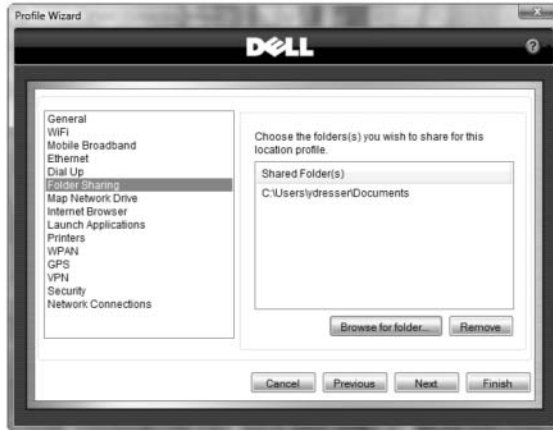 Profile Wizard
DELL
?
General
WiFi
Mobile Broadband
Ethernet
Dial Up
Folder Sharing
Map Network Drive
Internet Browser
Launch Applications
Printers
WPAN
GPS
VPN
Security
Network Connections
Choose the folders(s) you wish to share for this
location profile.
Shared Folder(s)
C:\Users\ydresser\Documents
Browse for folder...
Remove
Cancel
Previous
Next
Finish